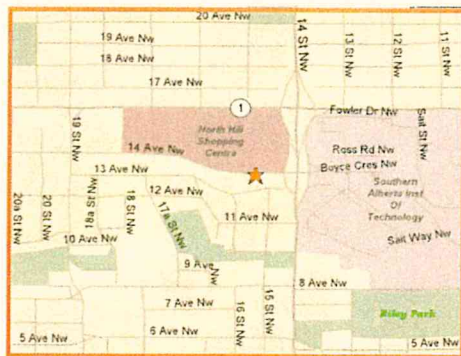 20 Ave Nw
19 Ave Nw
18 Ave Nw
17 Ave Nw
14 St Nw
13 St Nw
12 St Nw
11 St Nw
1
Fowler Dr Nw
Sait St Nw
North Hill
Shopping
Centre
14 Ave Nw
Ross Rd Nw
Boyce Cres Nw
19 St Nw
13 Ave Nw
Southern
Alberta Inst
Of
Technology
20a St Nw
20 St Nw
18a St Nw
18 St Nw
12 Ave Nw
17a St Nw
11 Ave Nw
10 Ave Nw
Sait Way Nw
9 Ave
Nw
8 Ave Nw
7 Ave Nw
16 St Nw
15 St Nw
Riley Park
5 Ave Nw
6 Ave Nw
5 Ave Nw